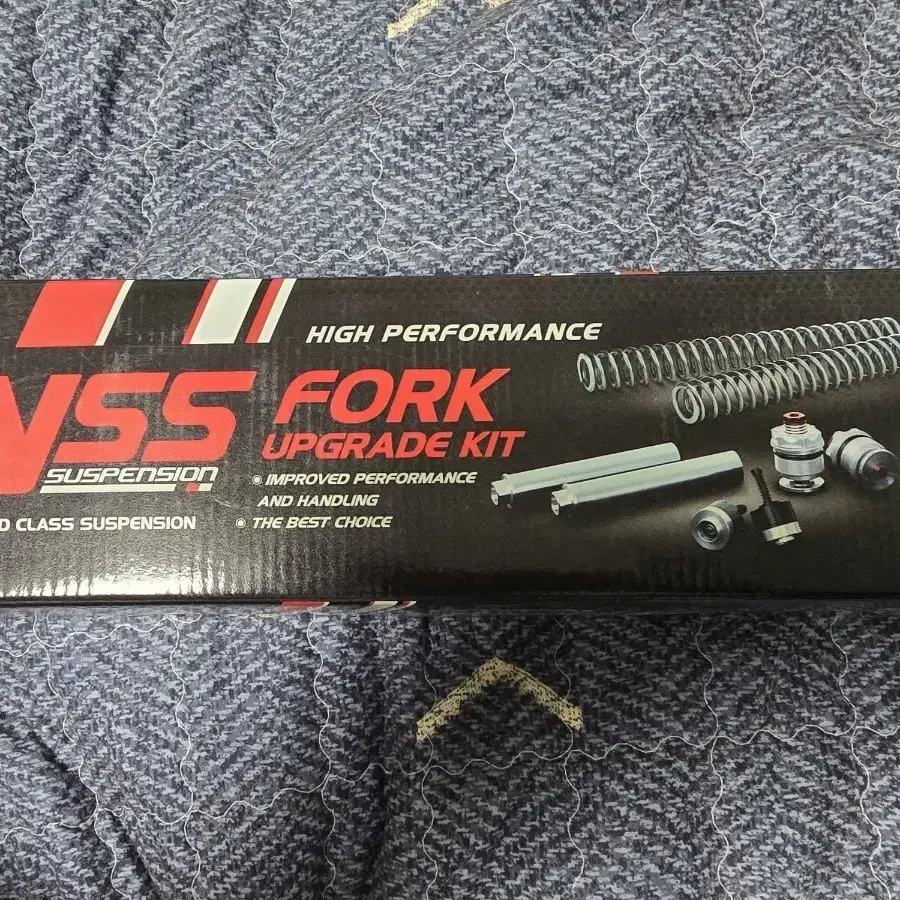 HIGH PERFORMANCE
YSS
SUSPENSION
D CLASS SUSPENSION
FORK
UPGRADE KIT
IMPROVED PERFORMANCE
AND HANDLING
THE BEST CHOICE